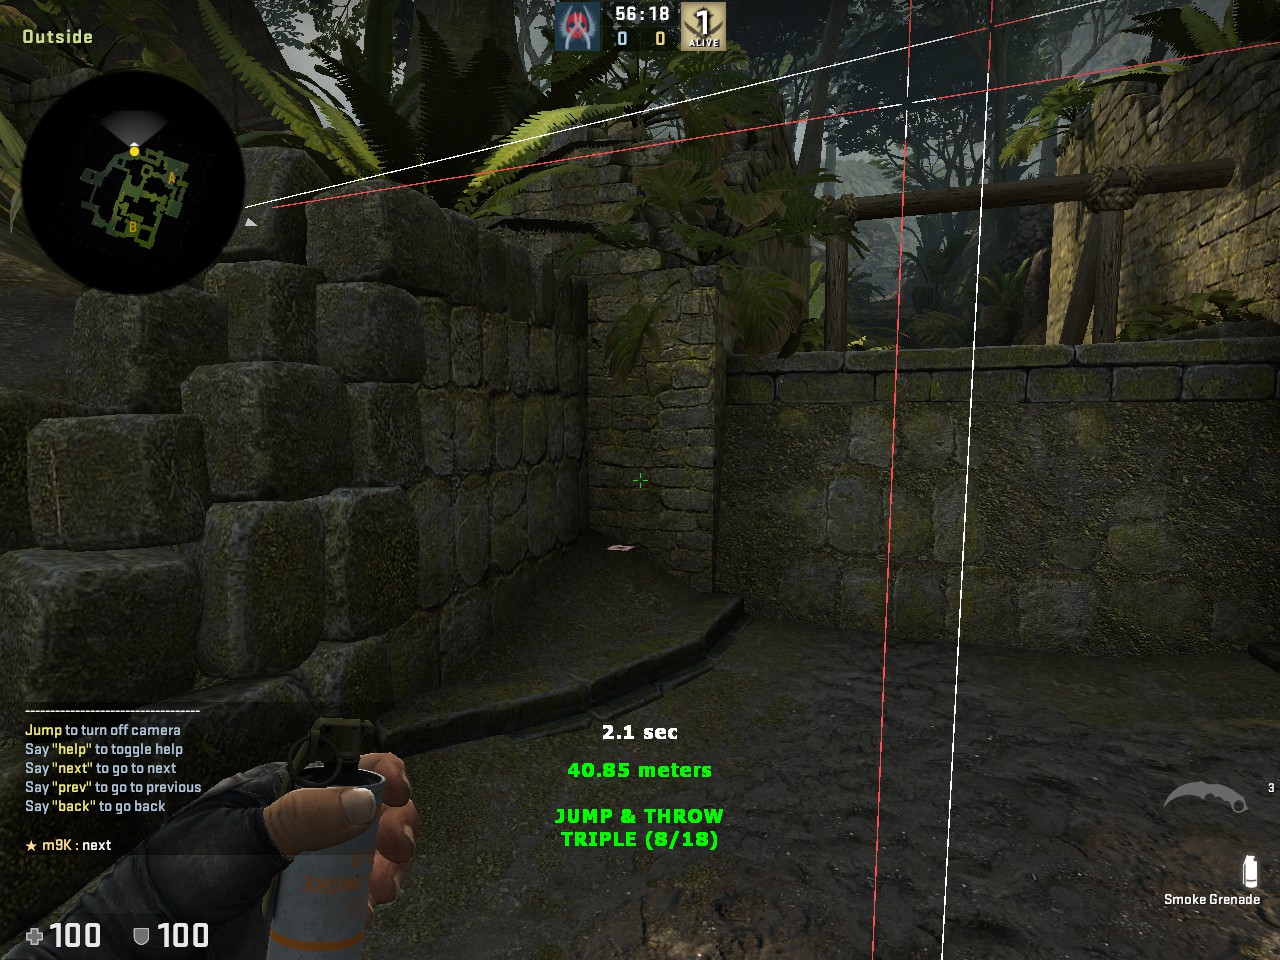 Outside
56:18
0 0
1
ALIVE
A
B
2.1 sec
40.85 meters
JUMP & THROW
TRIPLE (8/18)
Jump to turn off camera
Say "help" to toggle help
Say "next" to go to next
Say "prev" to go to previous
Say "back" to go back
★ m9K : next
3
Smoke Grenade
100 100